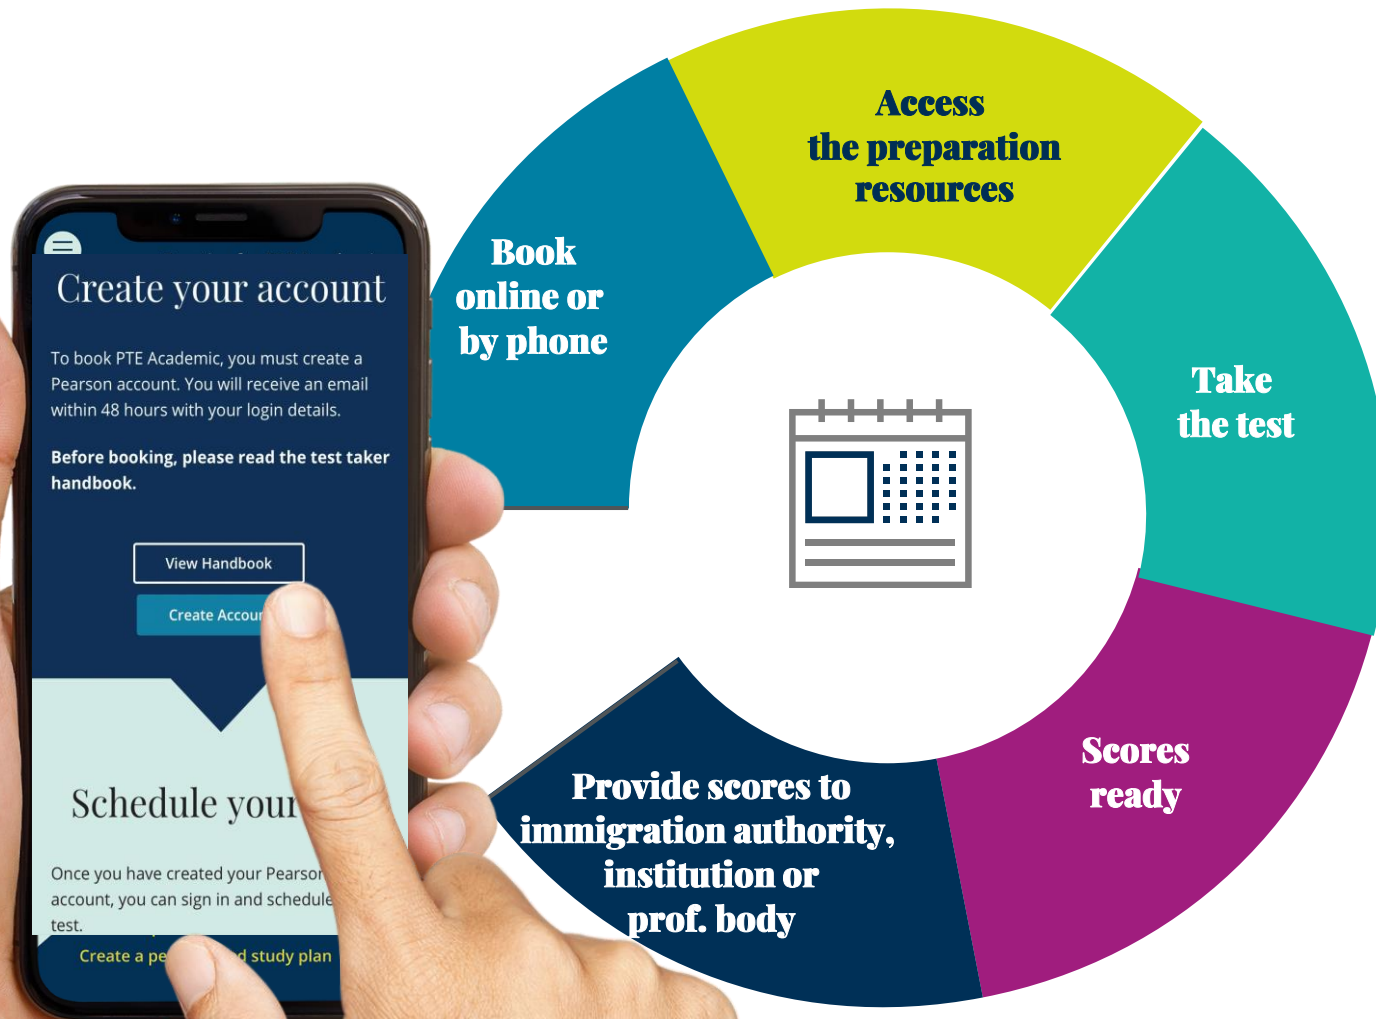 Create your account
To book PTE Academic, you must create a
Pearson account. You will receive an email
within 48 hours with your login details.
Before booking, please read the test taker
handbook.
View Handbook
Create
Schedule your
Once you have created your
account, you can sign in and schedule
test.
Create a
study plan
Book
online or
by phone
Access
the preparation
resources
Take
the test
Scores
ready
Provide scores to
immigration authority,
institution or
prof. body